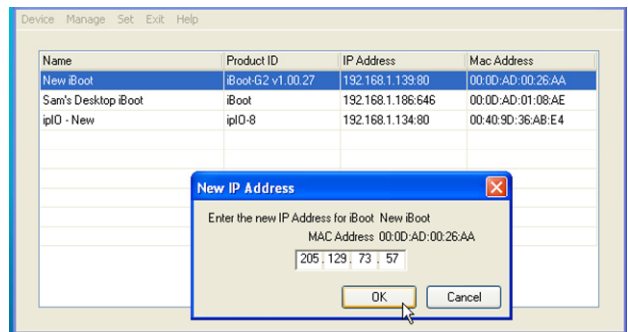 Device Manage Set Exit Help
Name Product ID IP Address Mac Address
New iBoot iBoot-G2 v1.00.27 192.168.1.139:80 00:0D:AD:00:26:AA
Sam's Desktop iBoot iBoot 192.168.1.186:646 00:0D:AD:01:08:AE
ipIO - New ipIO-8 192.168.1.134:80 00:40:9D:36:AB:E4
New IP Address
Enter the new IP Address for iBoot New iBoot
MAC Address 00:0D:AD:00:26:AA
205 . 129 . 73 . 57
OK Cancel